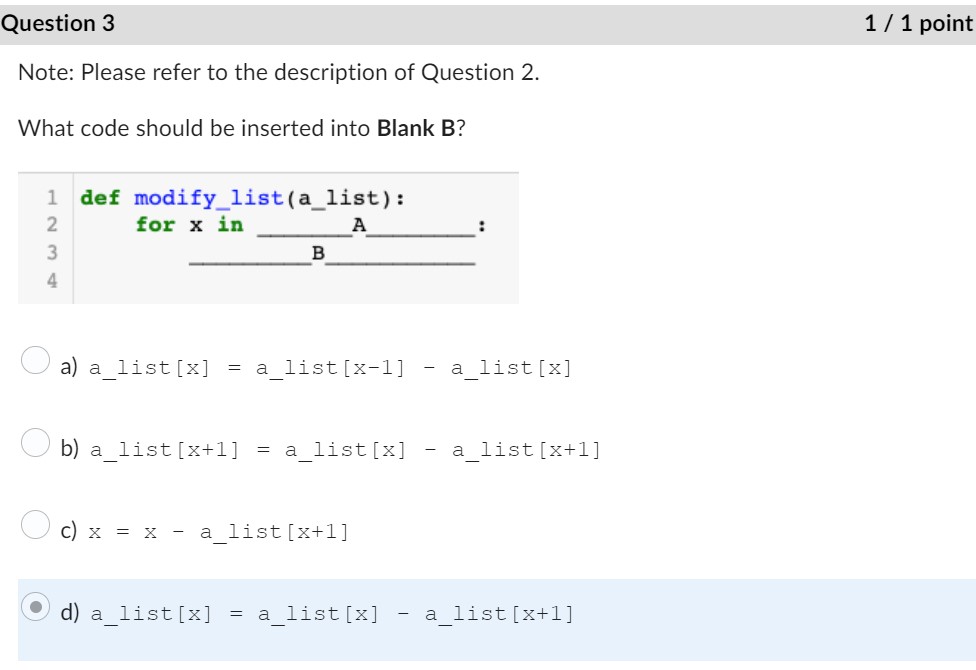 Question 3 1 / 1 point
Note: Please refer to the description of Question 2.
What code should be inserted into Blank B?
1 def modify_list(a_list):
2 for x in _______A________:
3 _________B___________
4
a) a_list[x] = a_list[x-1] - a_list[x]
b) a_list[x+1] = a_list[x] - a_list[x+1]
c) x = x - a_list[x+1]
d) a_list[x] = a_list[x] - a_list[x+1]